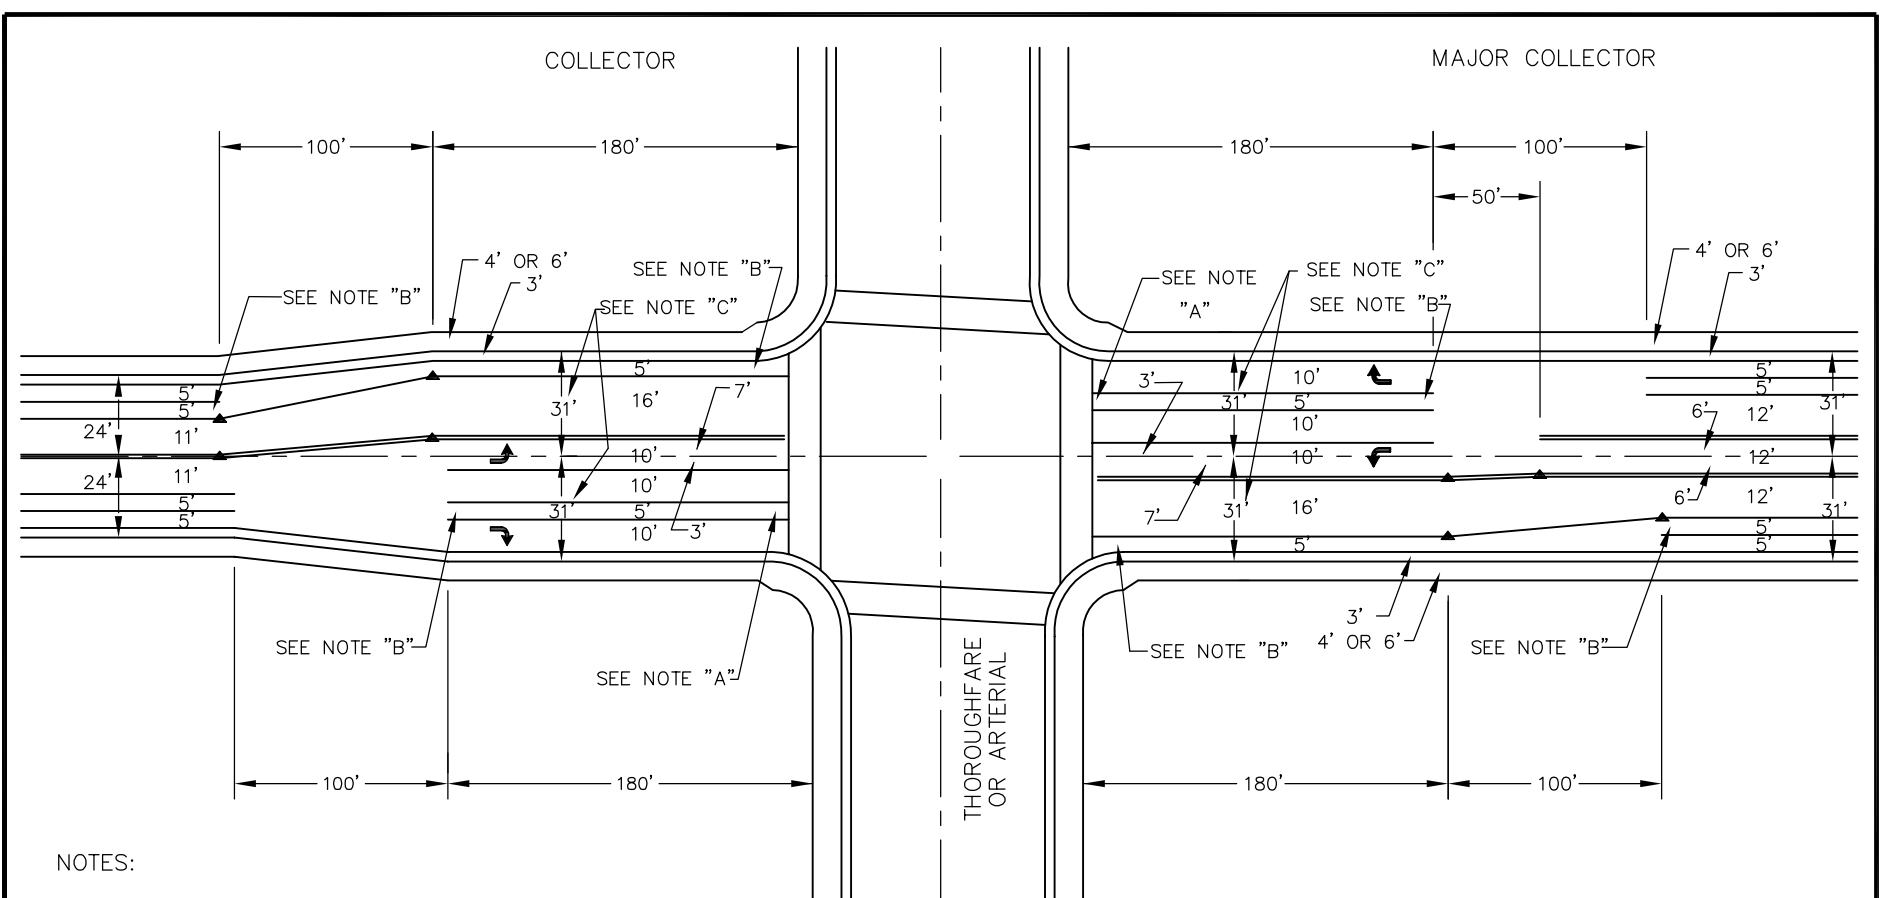 COLLECTOR
MAJOR COLLECTOR
100'
180'
180'
100'
50'
4' OR 6'
3'
SEE NOTE "B"
SEE NOTE "B"
SEE NOTE "C"
SEE NOTE
"A"
SEE NOTE "C"
SEE NOTE "B"
4' OR 6'
3'
5'
5'
24'
11'
24'
11'
5'
5'
5'
16'
31'
7'
10'
10'
31'
5'
10'
3'
3'
31'
10'
5'
10'
10'
31'
16'
7'
5'
5'
5'
12'
31'
6'
12'
6'
12'
31'
5'
5'
SEE NOTE "B"
SEE NOTE "A"
THOROUGHFARE
OR ARTERIAL
SEE NOTE "B"
3'
4' OR 6'
SEE NOTE "B"
100'
180'
180'
100'
NOTES: